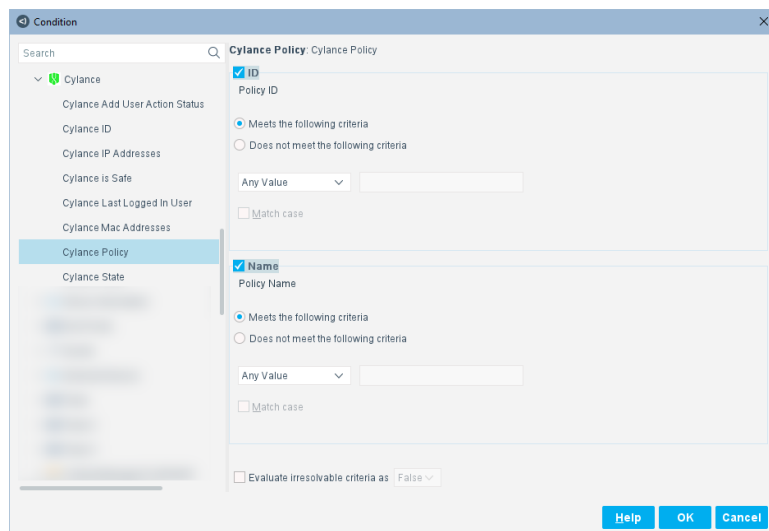 Condition
Search
Cylance
Cylance Add User Action Status
Cylance ID
Cylance IP Addresses
Cylance is Safe
Cylance Last Logged In User
Cylance Mac Addresses
Cylance Policy
Cylance State
Cylance Policy: Cylance Policy
ID
Policy ID
Meets the following criteria
Does not meet the following criteria
Any Value
Match case
Name
Policy Name
Meets the following criteria
Does not meet the following criteria
Any Value
Match case
Evaluate irresolvable criteria as False
Help OK Cancel